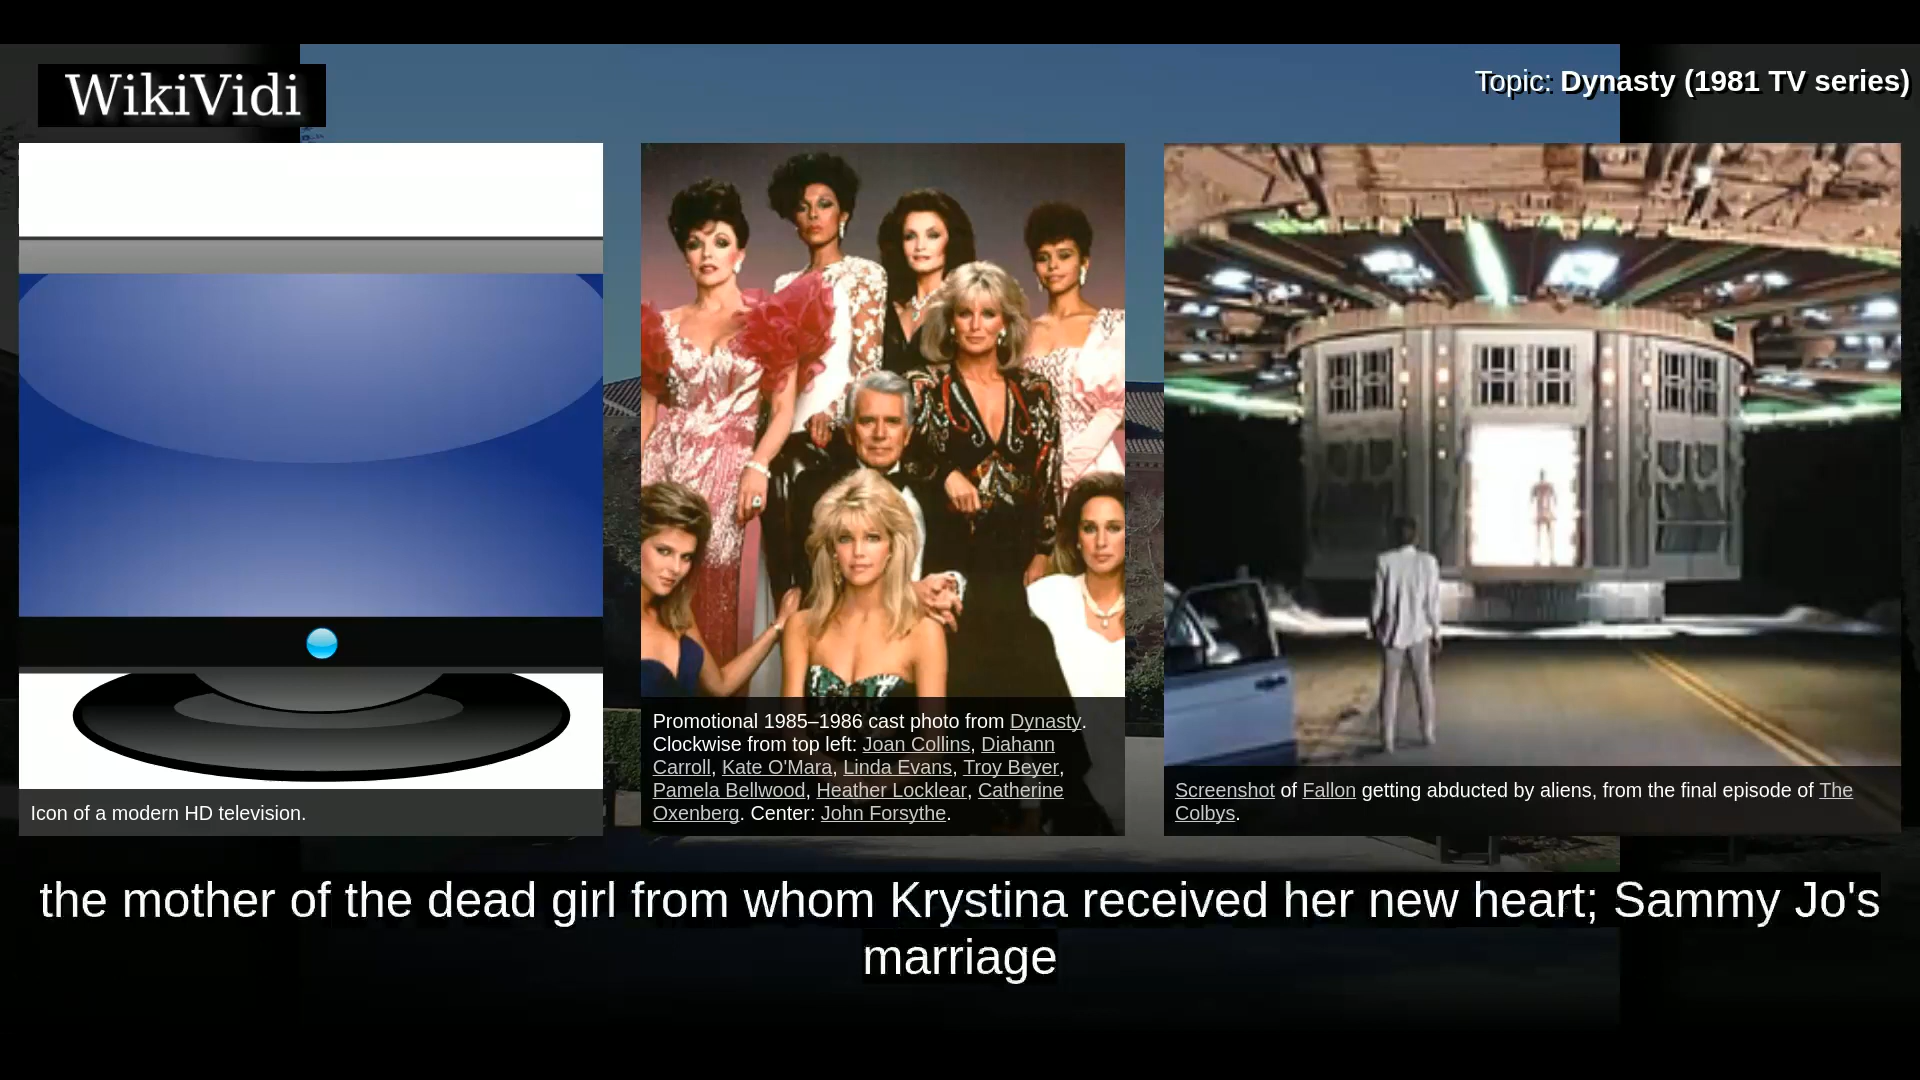 WikiVidi
Topic: Dynasty (1981 TV series)
Icon of a modern HD television.
Promotional 1985–1986 cast photo from Dynasty.
Clockwise from top left: Joan Collins, Diahann
Carroll, Kate O'Mara, Linda Evans, Troy Beyer,
Pamela Bellwood, Heather Locklear, Catherine
Oxenberg. Center: John Forsythe.
Screenshot of Fallon getting abducted by aliens, from the final episode of The
Colbys.
the mother of the dead girl from whom Krystina received her new heart; Sammy Jo's
marriage